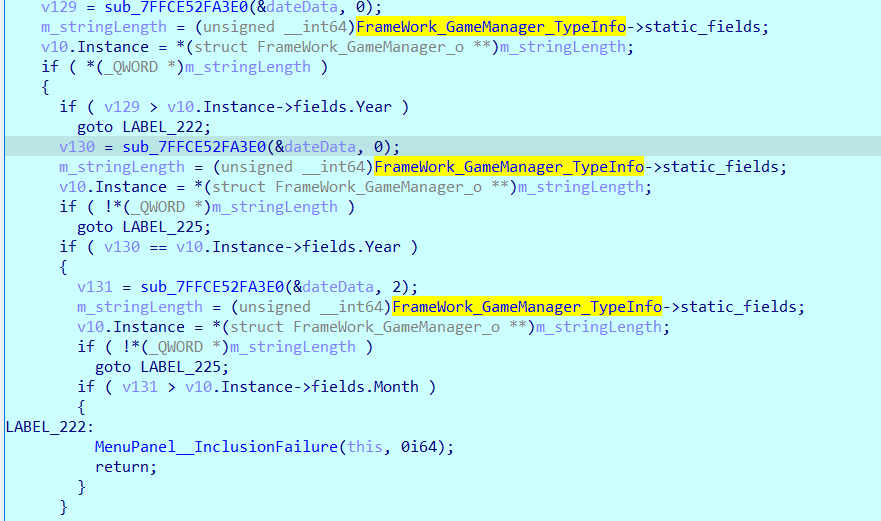 v129 = sub_7FFCE52FA3E0(&dateData, 0);
m_stringLength = (unsigned __int64)FrameWork_GameManager_TypeInfo->static_fields;
v10.Instance = *(struct FrameWork_GameManager_o **)m_stringLength;
if ( *(_QWORD *)m_stringLength )
{
if ( v129 > v10.Instance->fields.Year )
goto LABEL_222;
v130 = sub_7FFCE52FA3E0(&dateData, 0);
m_stringLength = (unsigned __int64)FrameWork_GameManager_TypeInfo->static_fields;
v10.Instance = *(struct FrameWork_GameManager_o **)m_stringLength;
if ( !*(_QWORD *)m_stringLength )
goto LABEL_225;
if ( v130 == v10.Instance->fields.Year )
{
v131 = sub_7FFCE52FA3E0(&dateData, 2);
m_stringLength = (unsigned __int64)FrameWork_GameManager_TypeInfo->static_fields;
v10.Instance = *(struct FrameWork_GameManager_o **)m_stringLength;
if ( !*(_QWORD *)m_stringLength )
goto LABEL_225;
if ( v131 > v10.Instance->fields.Month )
{
LABEL_222:
MenuPanel__InclusionFailure(this, 0i64);
return;
}
}